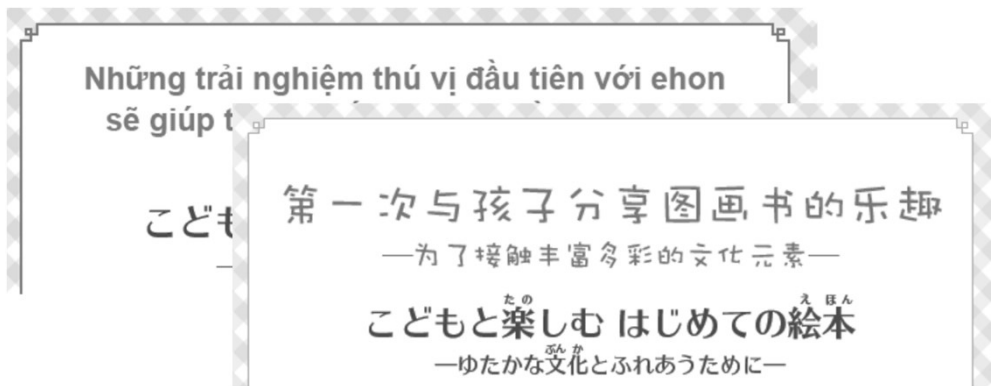 Những trải nghiệm thú vị đầu tiên với ehon
sẽ giúp
こども
第一次与孩子分享图画书的乐趣
—为了接触丰富多彩的文化元素—
こどもと楽しむ はじめての絵本
—ゆたかな文化とふれあうために—